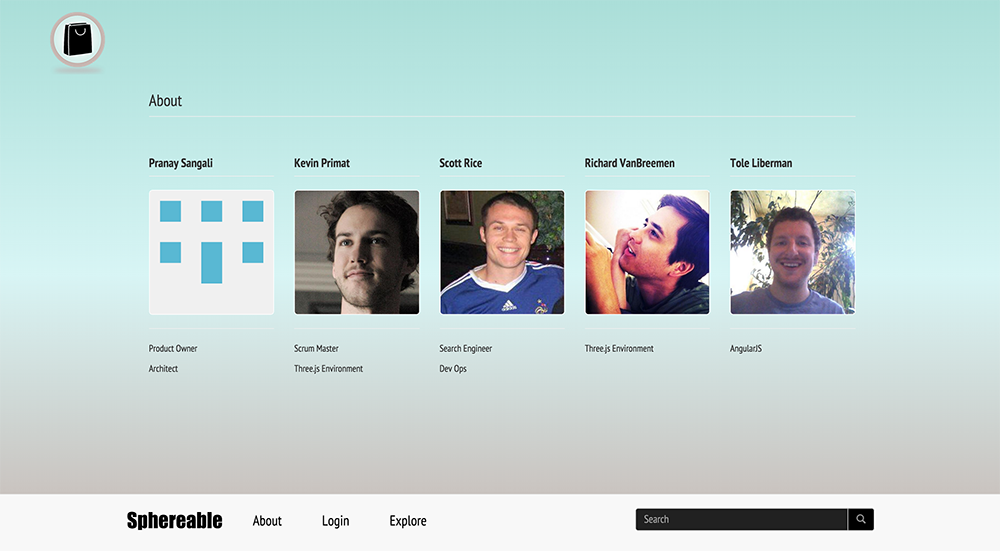 About
Pranay Sangali
Kevin Primat
Scott Rice
Richard VanBreemen
Tole Liberman
Product Owner
Architect
Scrum Master
Three.js Environment
Search Engineer
Dev Ops
Three.js Environment
AngularJS
Sphereable
About
Login
Explore
Search